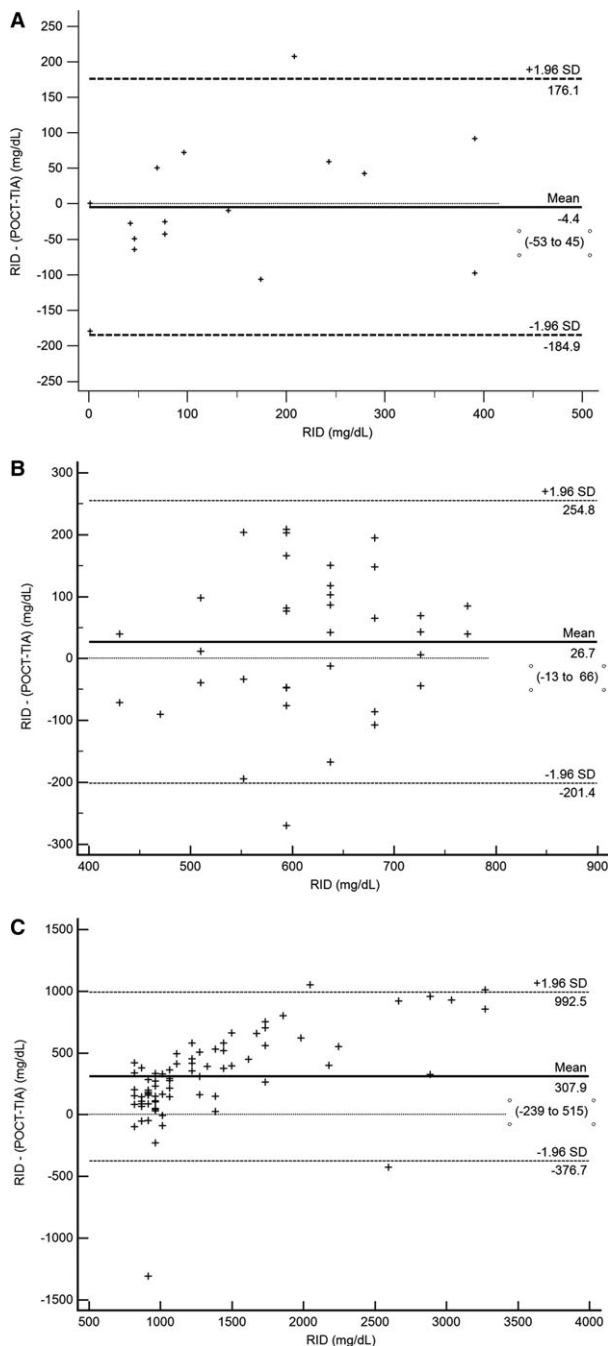 A
RID - (POCT-TIA) (mg/dL)
250
200
150
100
50
0
-50
-100
-150
-200
-250
+1.96 SD
176.1
Mean
-4.4
(-53 to 45)
-1.96 SD
-184.9
0 100 200 300 400 500
RID (mg/dL)
B
RID - (POCT-TIA) (mg/dL)
300
200
100
0
-100
-200
-300
+1.96 SD
254.8
Mean
26.7
(-13 to 66)
-1.96 SD
-201.4
400 500 600 700 800 900
RID (mg/dL)
C
RID - (POCT-TIA) (mg/dL)
1500
1000
500
0
-500
-1000
-1500
+1.96 SD
992.5
Mean
307.9
(-239 to 515)
-1.96 SD
-376.7
500 1000 1500 2000 2500 3000 3500 4000
RID (mg/dL)